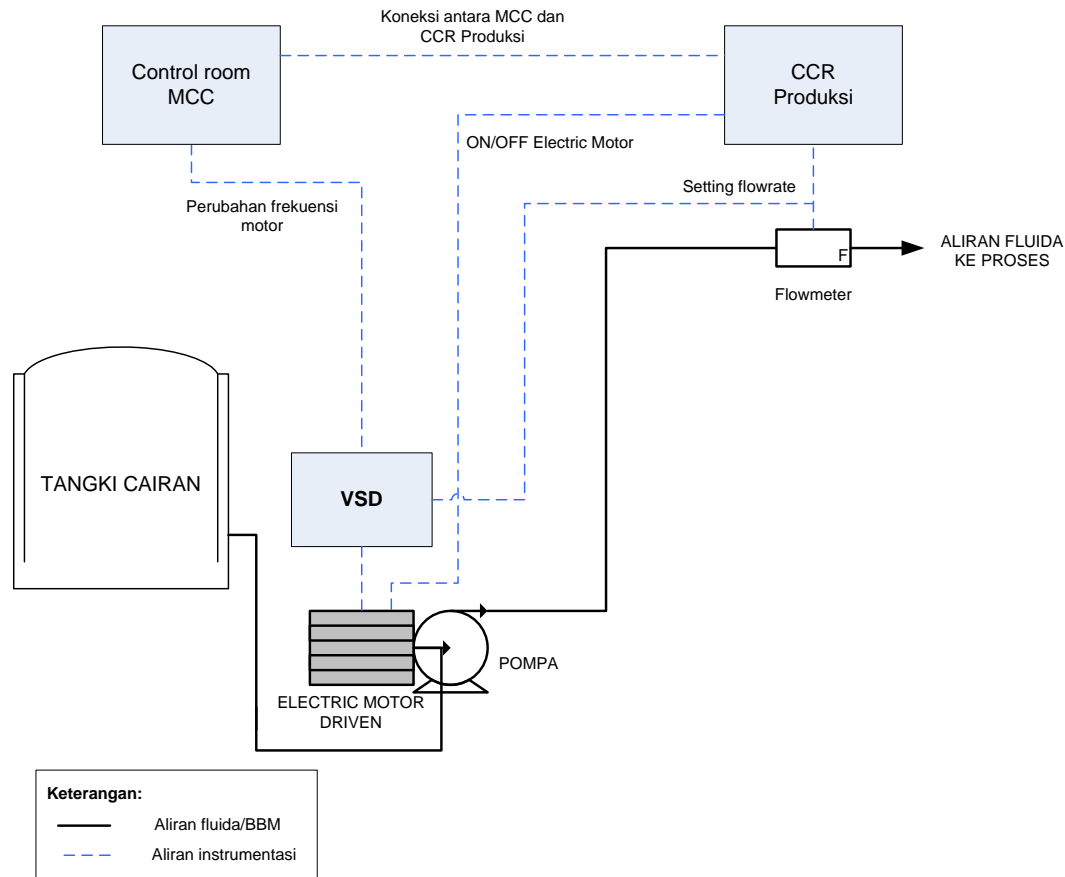 Koneksi antara MCC dan
CCR Produksi
Control room
MCC
CCR
Produksi
ON/OFF Electric Motor
Setting flowrate
Perubahan frekuensi
motor
F
ALIRAN FLUIDA
KE PROSES
Flowmeter
TANGKI CAIRAN
VSD
POMPA
ELECTRIC MOTOR
DRIVEN
Keterangan:
Aliran fluida/BBM
Aliran instrumentasi